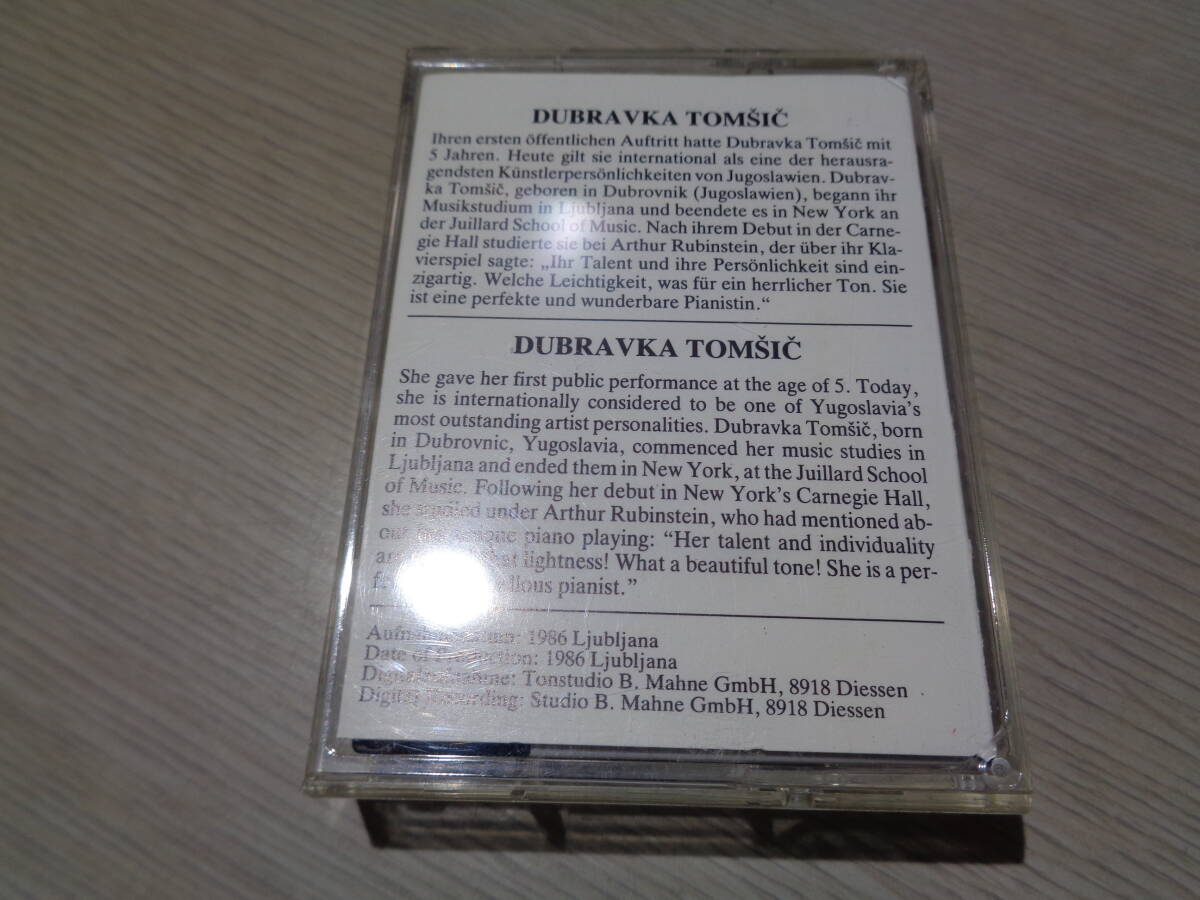 DUBRAVKA TOMŠIČ
Ihren ersten öffentlichen Auftritt hatte Dubravka Tomšič mit
5 Jahren. Heute gilt sie international als eine der herausra-
gendsten Künstlerpersönlichkeiten von Jugoslawien. Dubrav-
ka Tomšič, geboren in Dubrovnik (Jugoslawien), begann ihr
Musikstudium in Ljubljana und beendete es in New York an
der Juillard School of Music. Nach ihrem Debut in der Carne-
gie Hall studierte sie bei Arthur Rubinstein, der über ihr Kla-
vierspiel sagte: „Ihr Talent und ihre Persönlichkeit sind ein-
zigartig. Welche Leichtigkeit, was für ein herrlicher Ton. Sie
ist eine perfekte und wunderbare Pianistin.“
DUBRAVKA TOMŠIČ
She gave her first public performance at the age of 5. Today,
she is internationally considered to be one of Yugoslavia's
most outstanding artist personalities. Dubravka Tomšič, born
in Dubrovnic, Yugoslavia, commenced her music studies in
Ljubljana and ended them in New York, at the Juillard School
of Music. Following her debut in New York's Carnegie Hall,
she studied under Arthur Rubinstein, who had mentioned ab-
piano playing: “Her talent and individuality
lightness! What a beautiful tone! She is a per-
pianist.”
1986 Ljubljana
Date of Production: 1986 Ljubljana
Digitalaufnahme: Tonstudio B. Mahne GmbH, 8918 Diessen
Digital Recording: Studio B. Mahne GmbH, 8918 Diessen